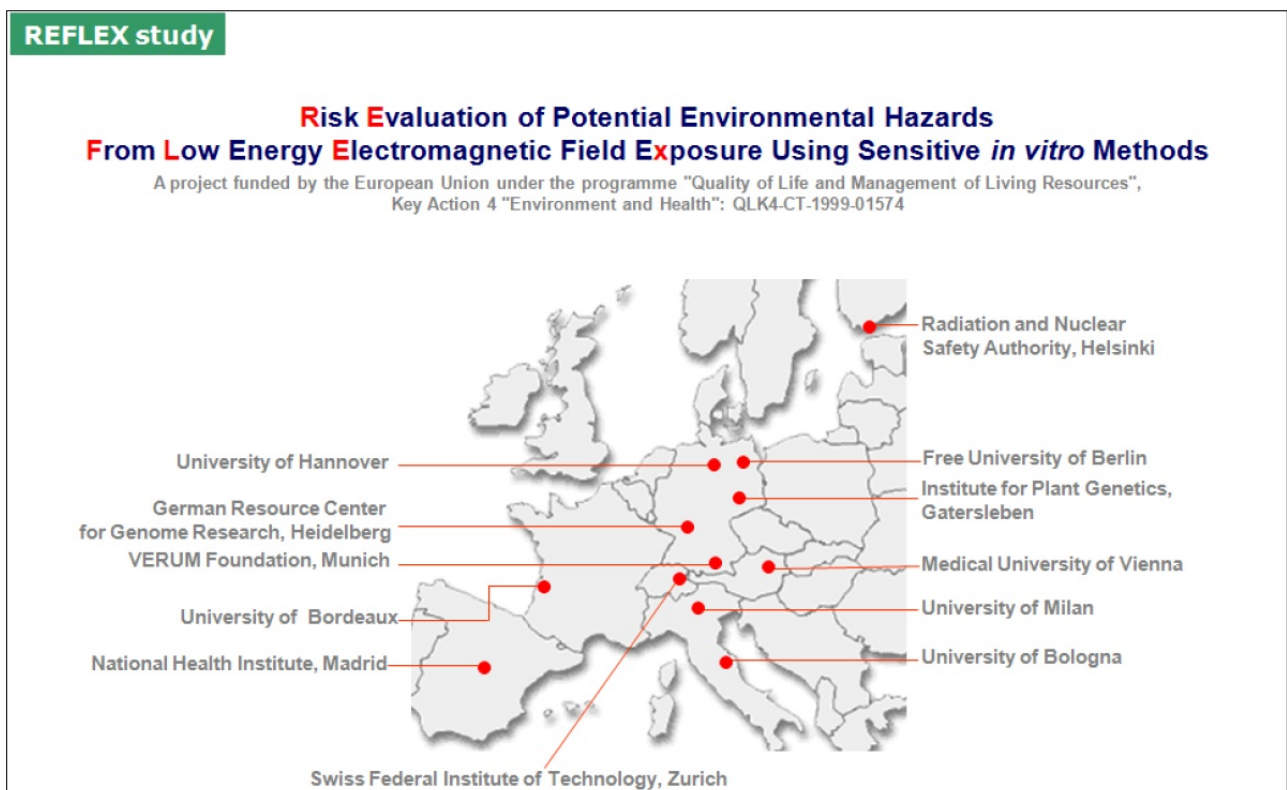 REFLEX study
Risk Evaluation of Potential Environmental Hazards
From Low Energy Electromagnetic Field Exposure Using Sensitive in vitro Methods
A project funded by the European Union under the programme "Quality of Life and Management of Living Resources",
Key Action 4 "Environment and Health": QLK4-CT-1999-01574
Radiation and Nuclear
Safety Authority, Helsinki
University of Hannover
Free University of Berlin
German Resource Center
for Genome Research, Heidelberg
Institute for Plant Genetics,
Gatersleben
VERUM Foundation, Munich
Medical University of Vienna
University of Bordeaux
University of Milan
National Health Institute, Madrid
University of Bologna
Swiss Federal Institute of Technology, Zurich